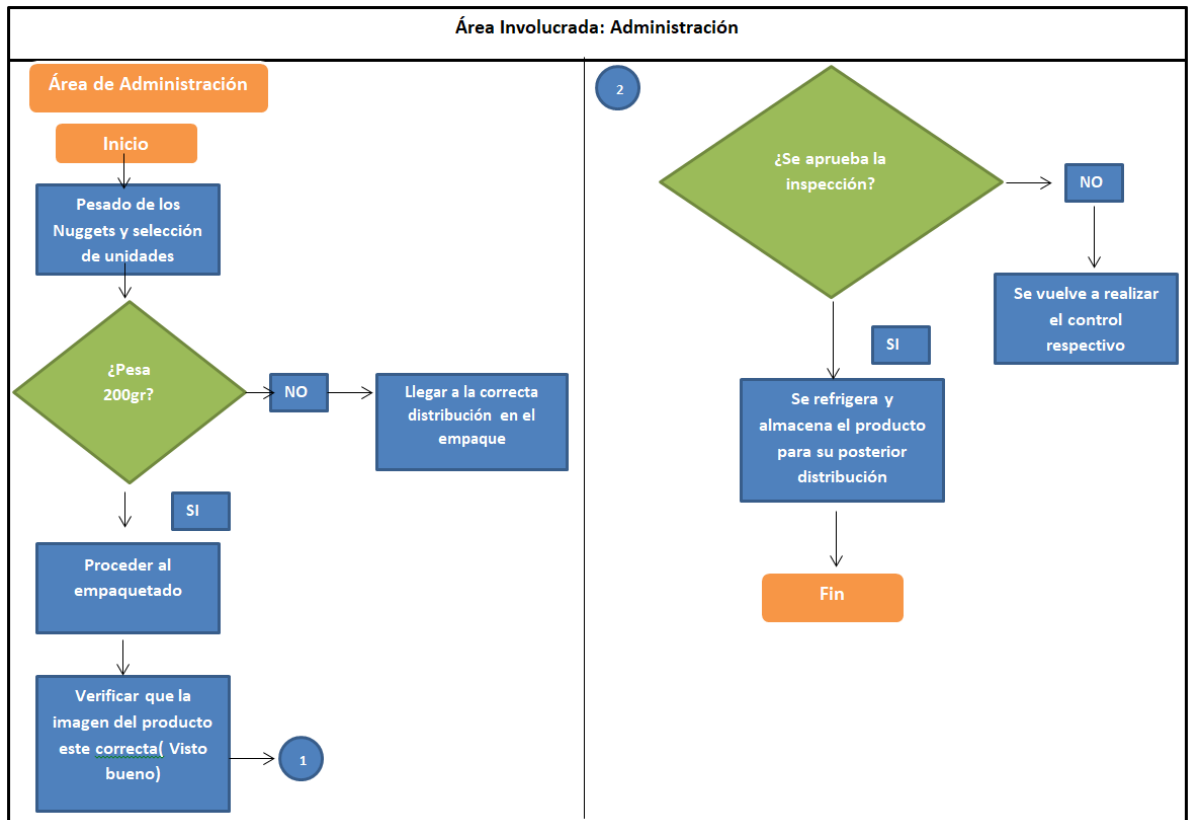 Área Involucrada: Administración
Área de Administración
Inicio
Pesado de los
Nuggets y selección
de unidades
¿Pesa
200gr?
NO
Llegar a la correcta
distribución en el
empaque
SI
Proceder al
empaquetado
Verificar que la
imagen del producto
este correcta( Visto
bueno)
1
2
¿Se aprueba la
inspección?
NO
Se vuelve a realizar
el control
respectivo
SI
Se refrigera y
almacena el producto
para su posterior
distribución
Fin